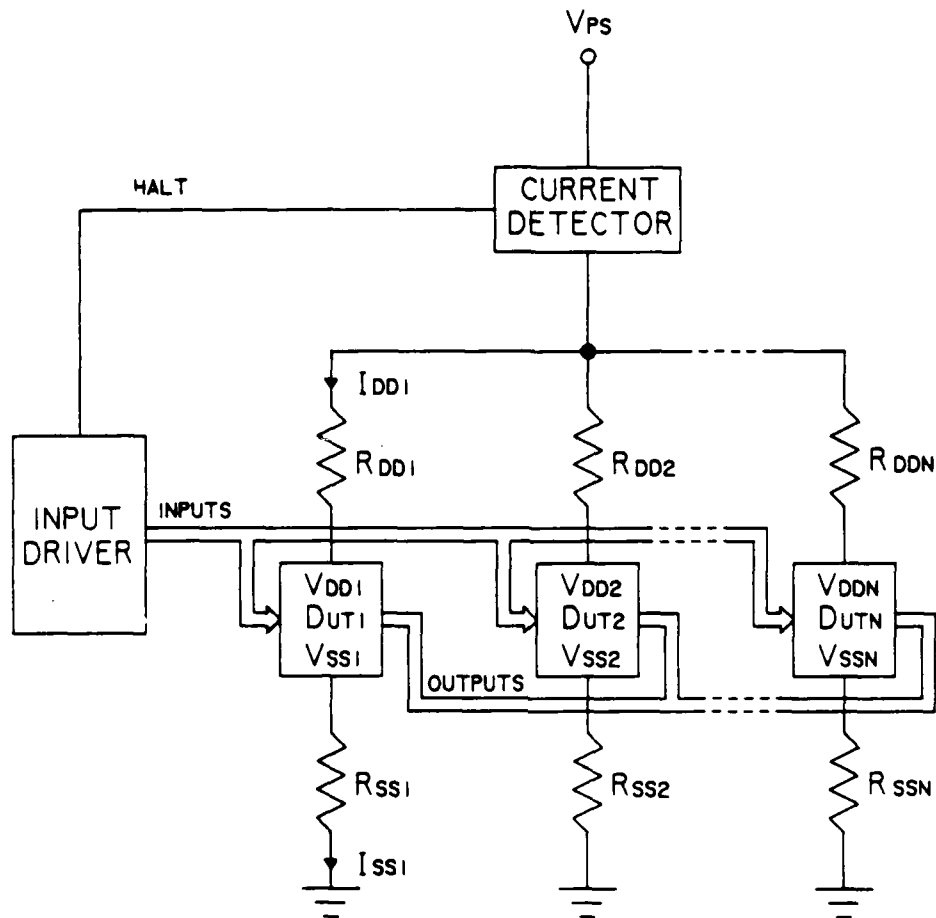 VPS
HALT
CURRENT
DETECTOR
IDD1
RDD1
RDD2
RDDN
INPUT
DRIVER
INPUTS
VDD1
DUT1
VSS1
VDD2
DUT2
VSS2
VDDN
DUTN
VSSN
OUTPUTS
RSS1
RSS2
RSSN
ISS1